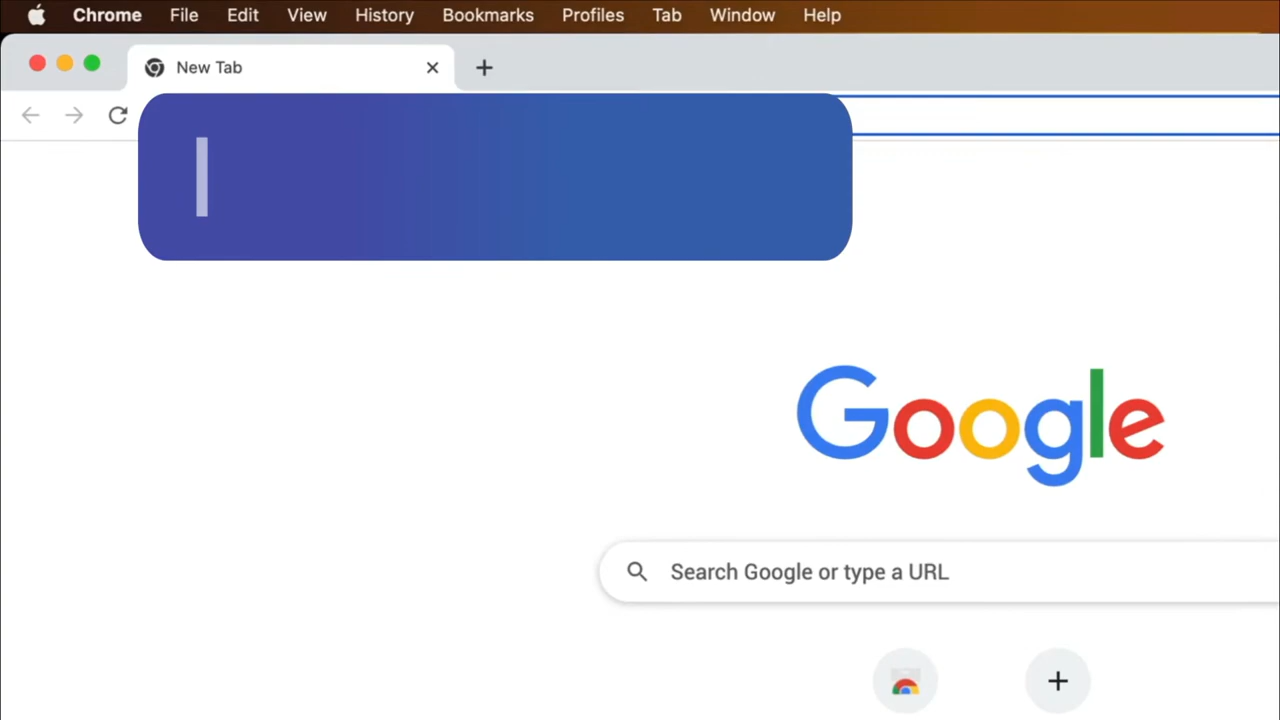 Chrome File Edit View History Bookmarks Profiles Tab Window Help
New Tab
Google
Search Google or type a URL